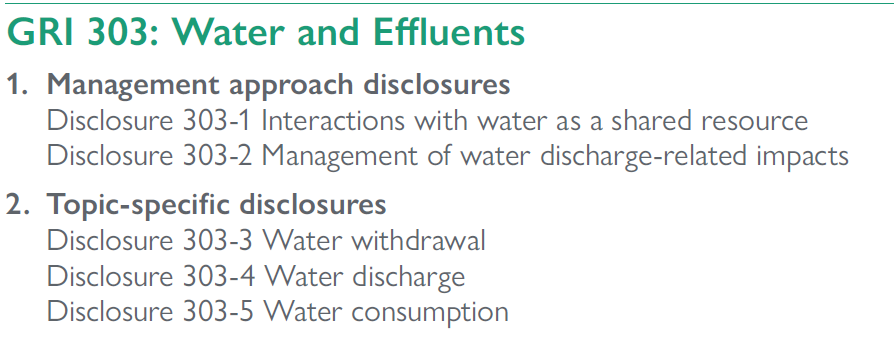 GRI 303: Water and Effluents
1. Management approach disclosures
Disclosure 303-1 Interactions with water as a shared resource
Disclosure 303-2 Management of water discharge-related impacts
2. Topic-specific disclosures
Disclosure 303-3 Water withdrawal
Disclosure 303-4 Water discharge
Disclosure 303-5 Water consumption